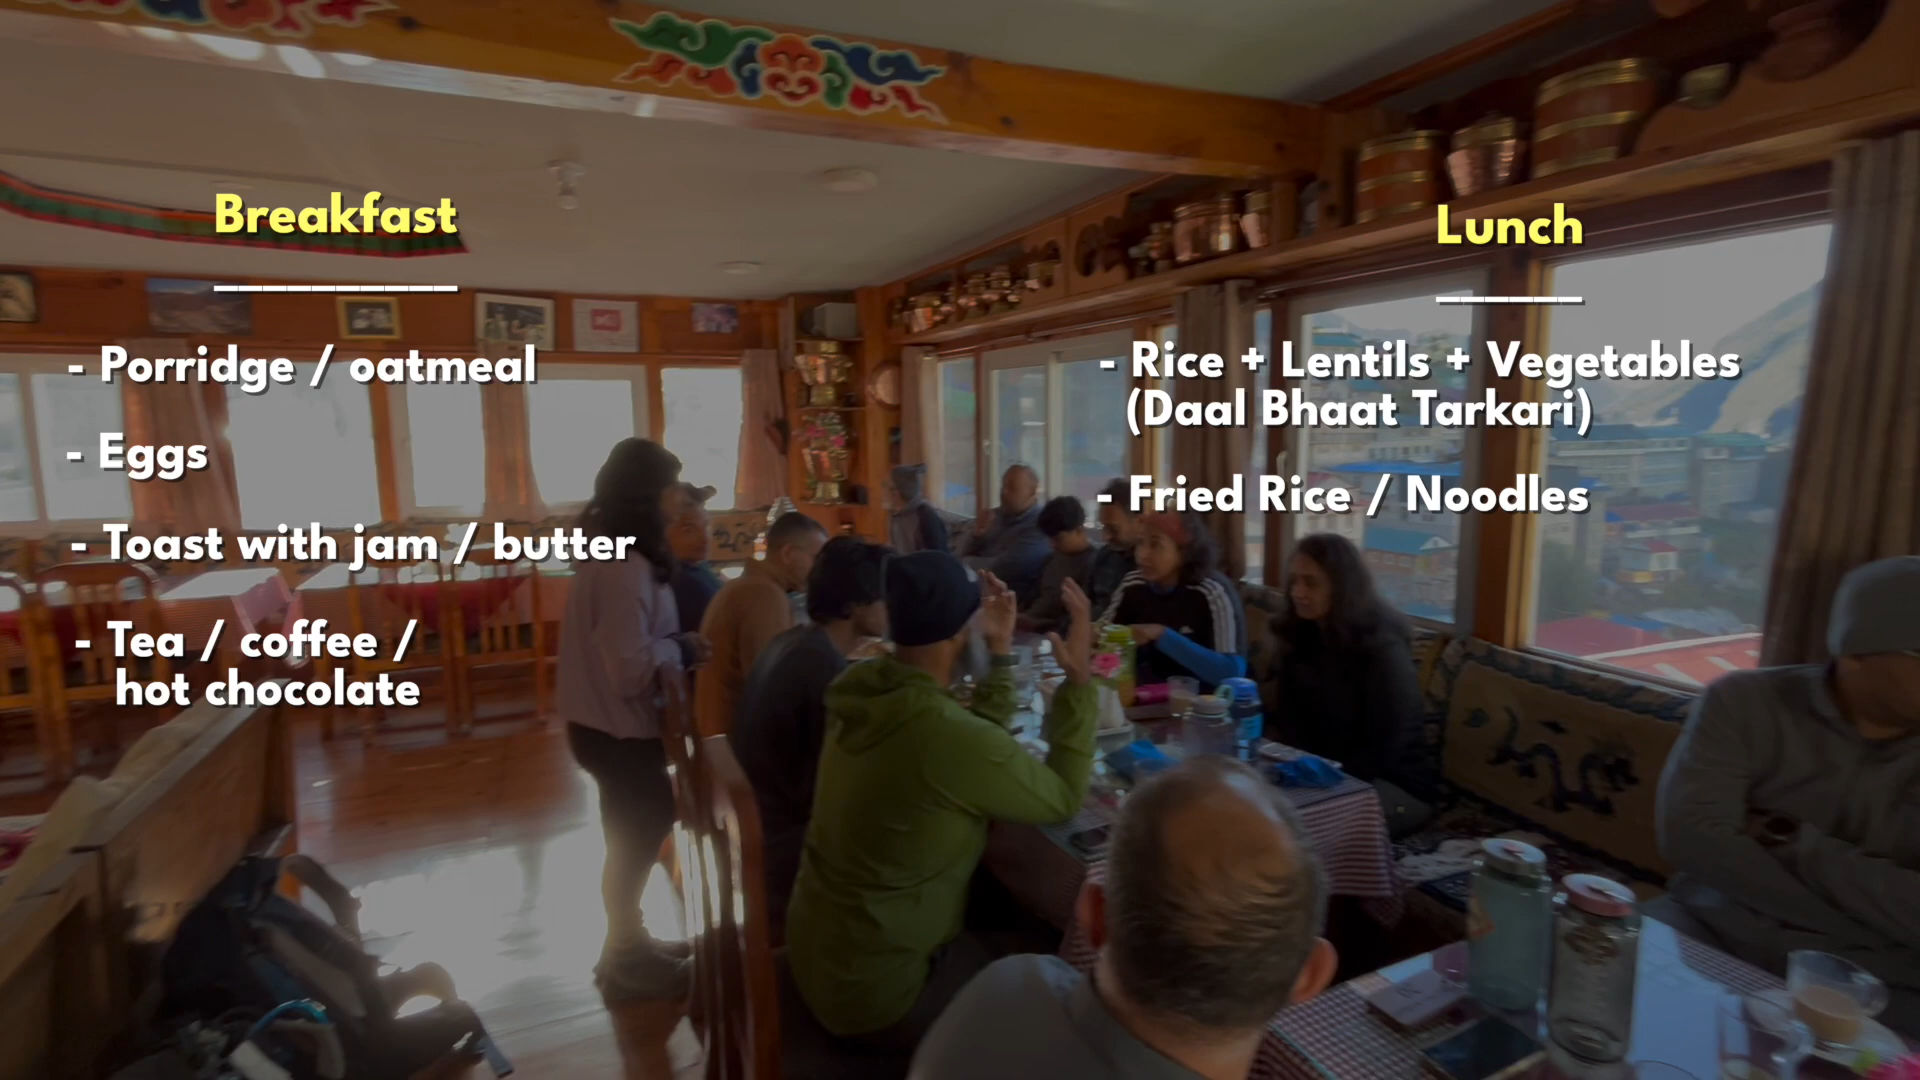 Breakfast
- Porridge / oatmeal
- Eggs
- Toast with jam / butter
- Tea / coffee /
hot chocolate
Lunch
- Rice + Lentils + Vegetables
(Daal Bhaat Tarkari)
- Fried Rice / Noodles